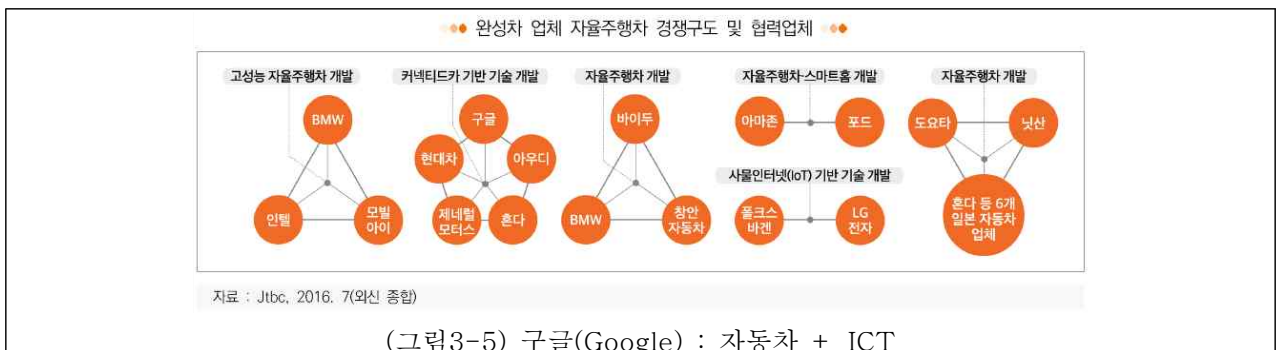 완성차 업체 자율주행차 경쟁구도 및 협력업체
고성능 자율주행차 개발
BMW
인텔
모빌
아이
커넥티드카 기반 기술 개발
구글
현대차
아우디
제네럴
모터스
혼다
자율주행차 개발
바이두
BMW
창안
자동차
자율주행차·스마트홈 개발
아마존
포드
사물인터넷(IoT) 기반 기술 개발
폴크스
바겐
LG
전자
자율주행차 개발
도요타
닛산
혼다 등 6개
일본 자동차
업체
자료 : Jtbc, 2016. 7(외신 종합)
(그림3-5) 구글(Google) : 자동차 + ICT